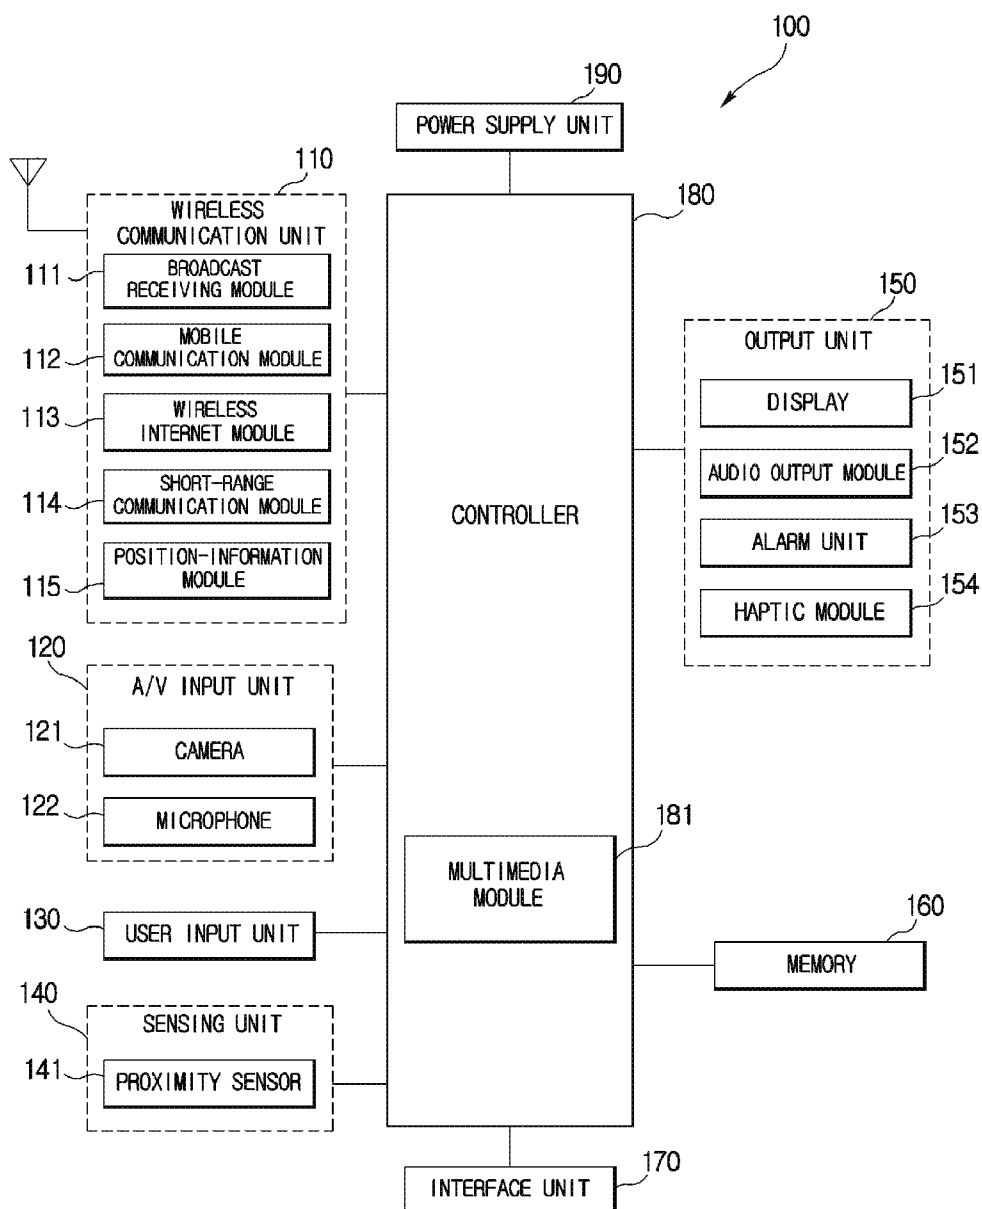 100
190
POWER SUPPLY UNIT
110
WIRELESS
COMMUNICATION UNIT
180
111
BROADCAST
RECEIVING MODULE
112
MOBILE
COMMUNICATION MODULE
113
WIRELESS
INTERNET MODULE
114
SHORT-RANGE
COMMUNICATION MODULE
115
POSITION-INFORMATION
MODULE
150
OUTPUT UNIT
151
DISPLAY
152
AUDIO OUTPUT MODULE
153
ALARM UNIT
154
HAPTIC MODULE
CONTROLLER
120
A/V INPUT UNIT
121
CAMERA
122
MICROPHONE
181
MULTIMEDIA
MODULE
130
USER INPUT UNIT
160
MEMORY
140
SENSING UNIT
141
PROXIMITY SENSOR
170
INTERFACE UNIT